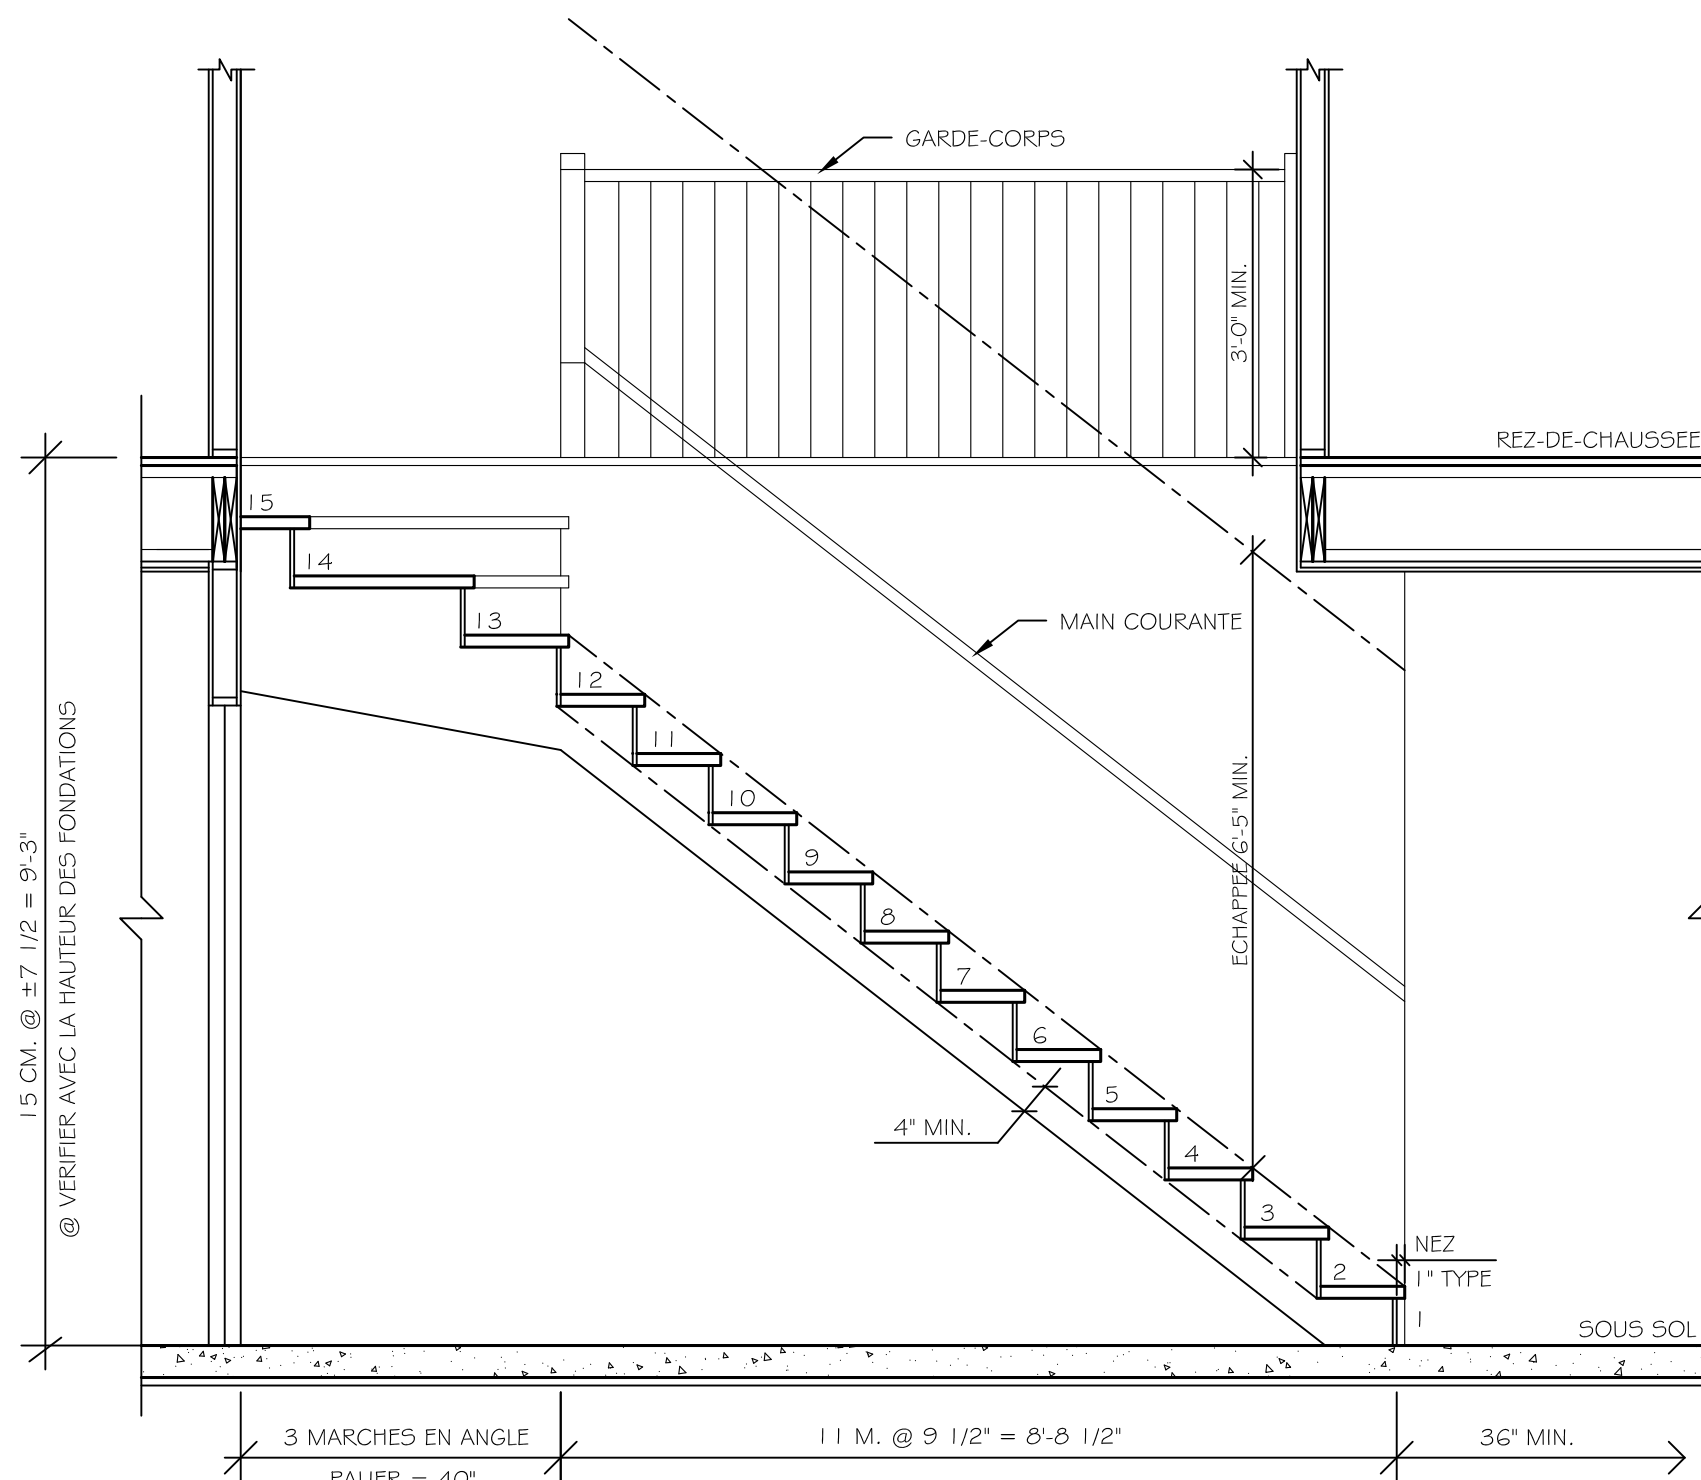 GARDE-CORPS
3'-0" MIN.
REZ-DE-CHAUSSEE
15
14
13
MAIN COURANTE
12
11
10
9
8
7
6
5
4
3
2
1
ECHAPPEE 6'-5" MIN.
15 CM. @ ±7 1/2 = 9'-3"
@ VERIFIER AVEC LA HAUTEUR DES FONDATIONS
4" MIN.
NEZ
1" TYPE
SOUS SOL
3 MARCHES EN ANGLE
PALIER = 40"
11 M. @ 9 1/2" = 8'-8 1/2"
36" MIN.